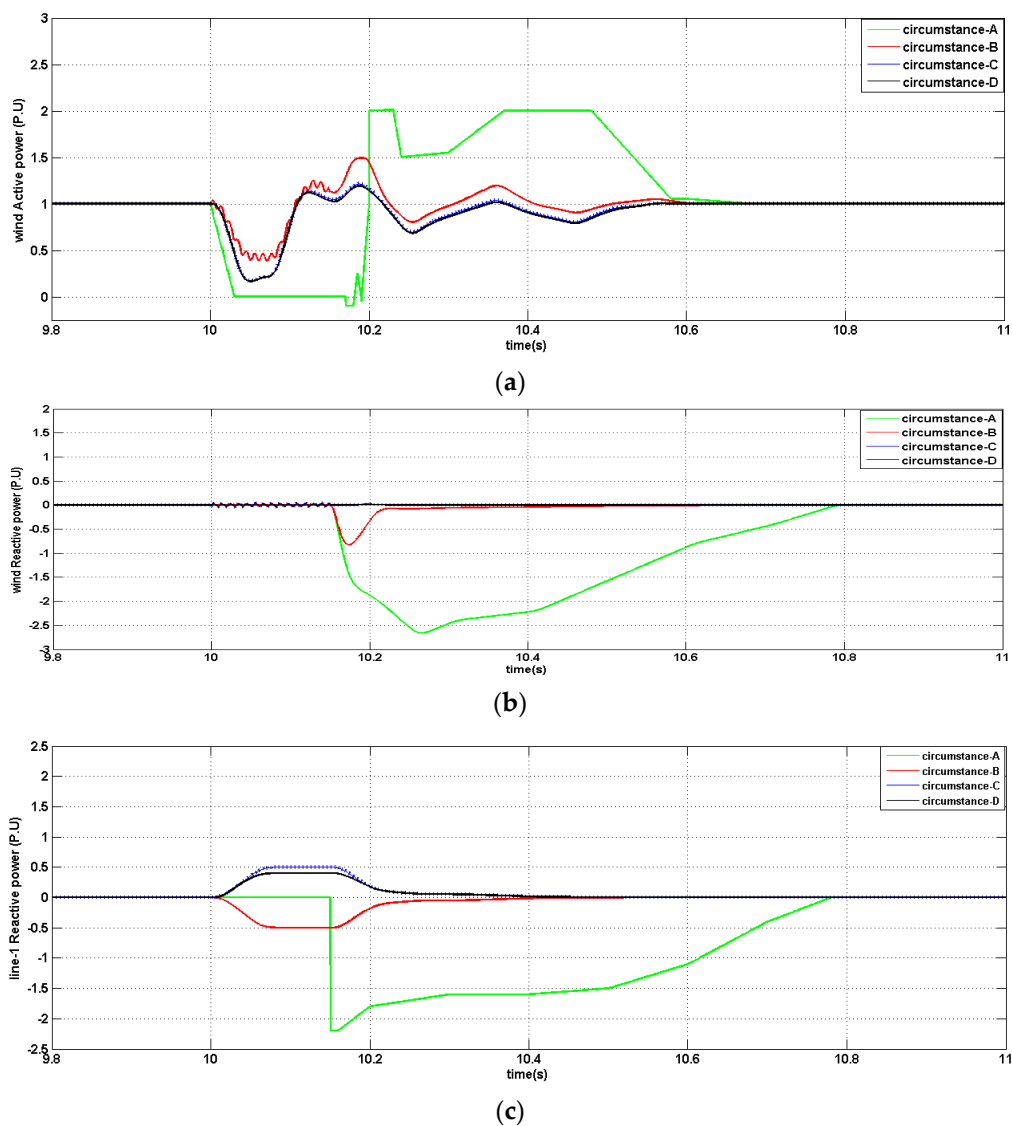 wind Active power (P.U)
3
2.5
2
1.5
1
0.5
0
circumstance-A
circumstance-B
circumstance-C
circumstance-D
9.8 10 10.2 10.4 10.6 10.8 11
time(s)
(a)
wind Reactive power (P.U)
2
1.5
1
0.5
0
-0.5
-1
-1.5
-2
-2.5
-3
circumstance-A
circumstance-B
circumstance-C
circumstance-D
9.8 10 10.2 10.4 10.6 10.8 11
time(s)
(b)
line-1 Reactive power (P.U)
2.5
2
1.5
1
0.5
0
-0.5
-1
-1.5
-2
-2.5
circumstance-A
circumstance-B
circumstance-C
circumstance-D
9.8 10 10.2 10.4 10.6 10.8 11
time(s)
(c)